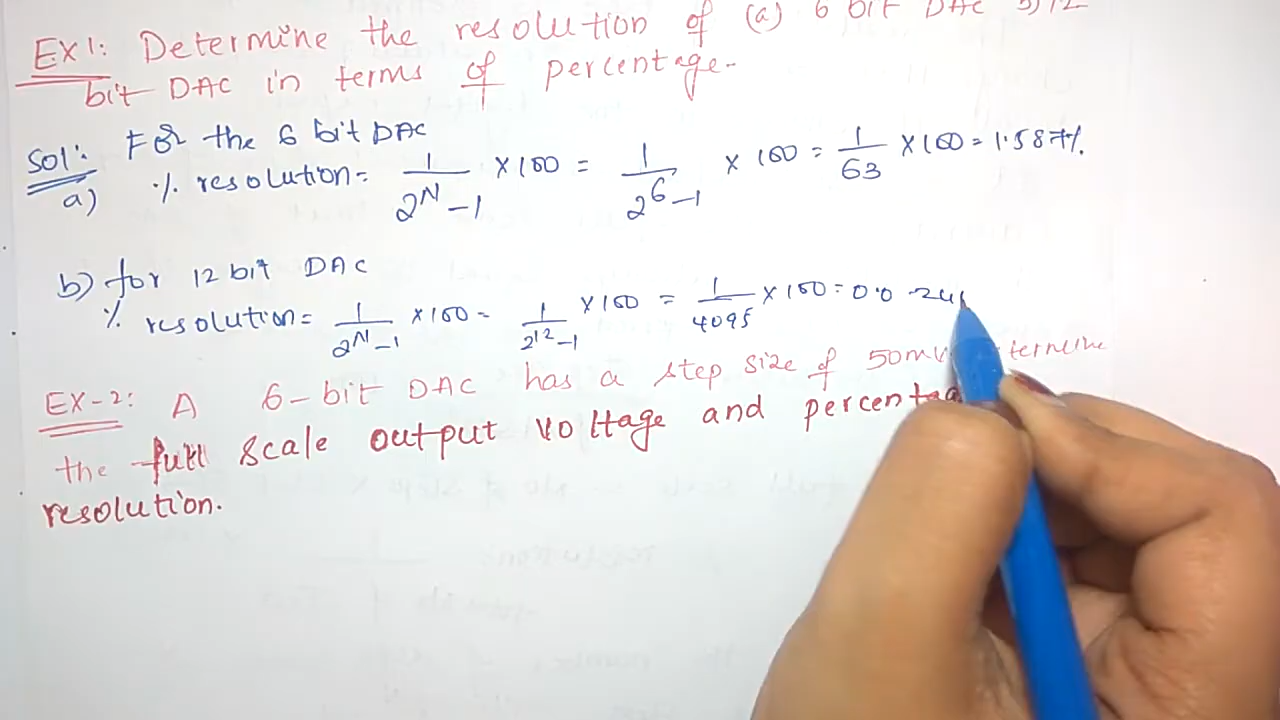 EX1: Determine the resolution of (a) 6 bit DAC b) 12
bit DAC in terms of percentage.
Sol: For the 6 bit DAC
a) % resolution = 1/2^N-1 × 100 = 1/2^6-1 × 100 = 1/63 × 100 = 1.587%
b) for 12 bit DAC
% resolution = 1/2^N-1 × 100 = 1/2^12-1 × 100 = 1/4095 × 100 = 0.0
EX-2: A 6-bit DAC has a step size of 50mV
the full scale output voltage and
resolution.